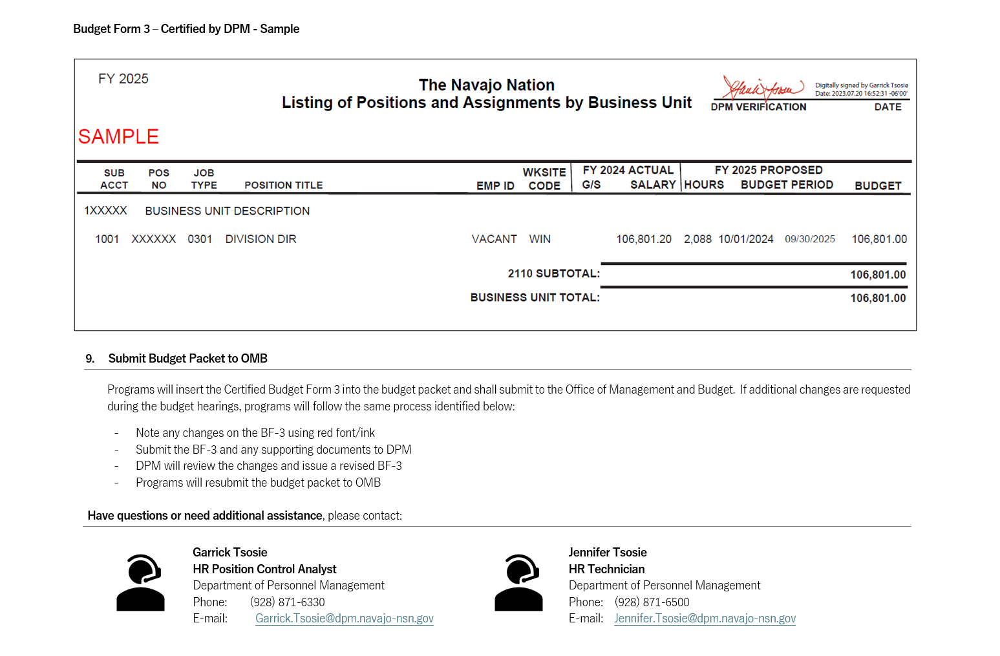 Budget Form 3 – Certified by DPM - Sample
FY 2025
The Navajo Nation
Listing of Positions and Assignments by Business Unit
Digitally signed by Garrick Tsosie
Date: 2023.07.20 16:52:31 -06'00'
DPM VERIFICATION DATE
SAMPLE
SUB ACCT POS NO JOB TYPE POSITION TITLE EMP ID WKSITE CODE FY 2024 ACTUAL G/S SALARY FY 2025 PROPOSED HOURS BUDGET PERIOD BUDGET
1XXXXX BUSINESS UNIT DESCRIPTION
1001 XXXXXX 0301 DIVISION DIR VACANT WIN 106,801.20 2,088 10/01/2024 09/30/2025 106,801.00
2110 SUBTOTAL: 106,801.00
BUSINESS UNIT TOTAL: 106,801.00
9. Submit Budget Packet to OMB
Programs will insert the Certified Budget Form 3 into the budget packet and shall submit to the Office of Management and Budget. If additional changes are requested
during the budget hearings, programs will follow the same process identified below:
- Note any changes on the BF-3 using red font/ink
- Submit the BF-3 and any supporting documents to DPM
- DPM will review the changes and issue a revised BF-3
- Programs will resubmit the budget packet to OMB
Have questions or need additional assistance, please contact:
Garrick Tsosie
HR Position Control Analyst
Department of Personnel Management
Phone: (928) 871-6330
E-mail: Garrick.Tsosie@dpm.navajo-nsn.gov
Jennifer Tsosie
HR Technician
Department of Personnel Management
Phone: (928) 871-6500
E-mail: Jennifer.Tsosie@dpm.navajo-nsn.gov